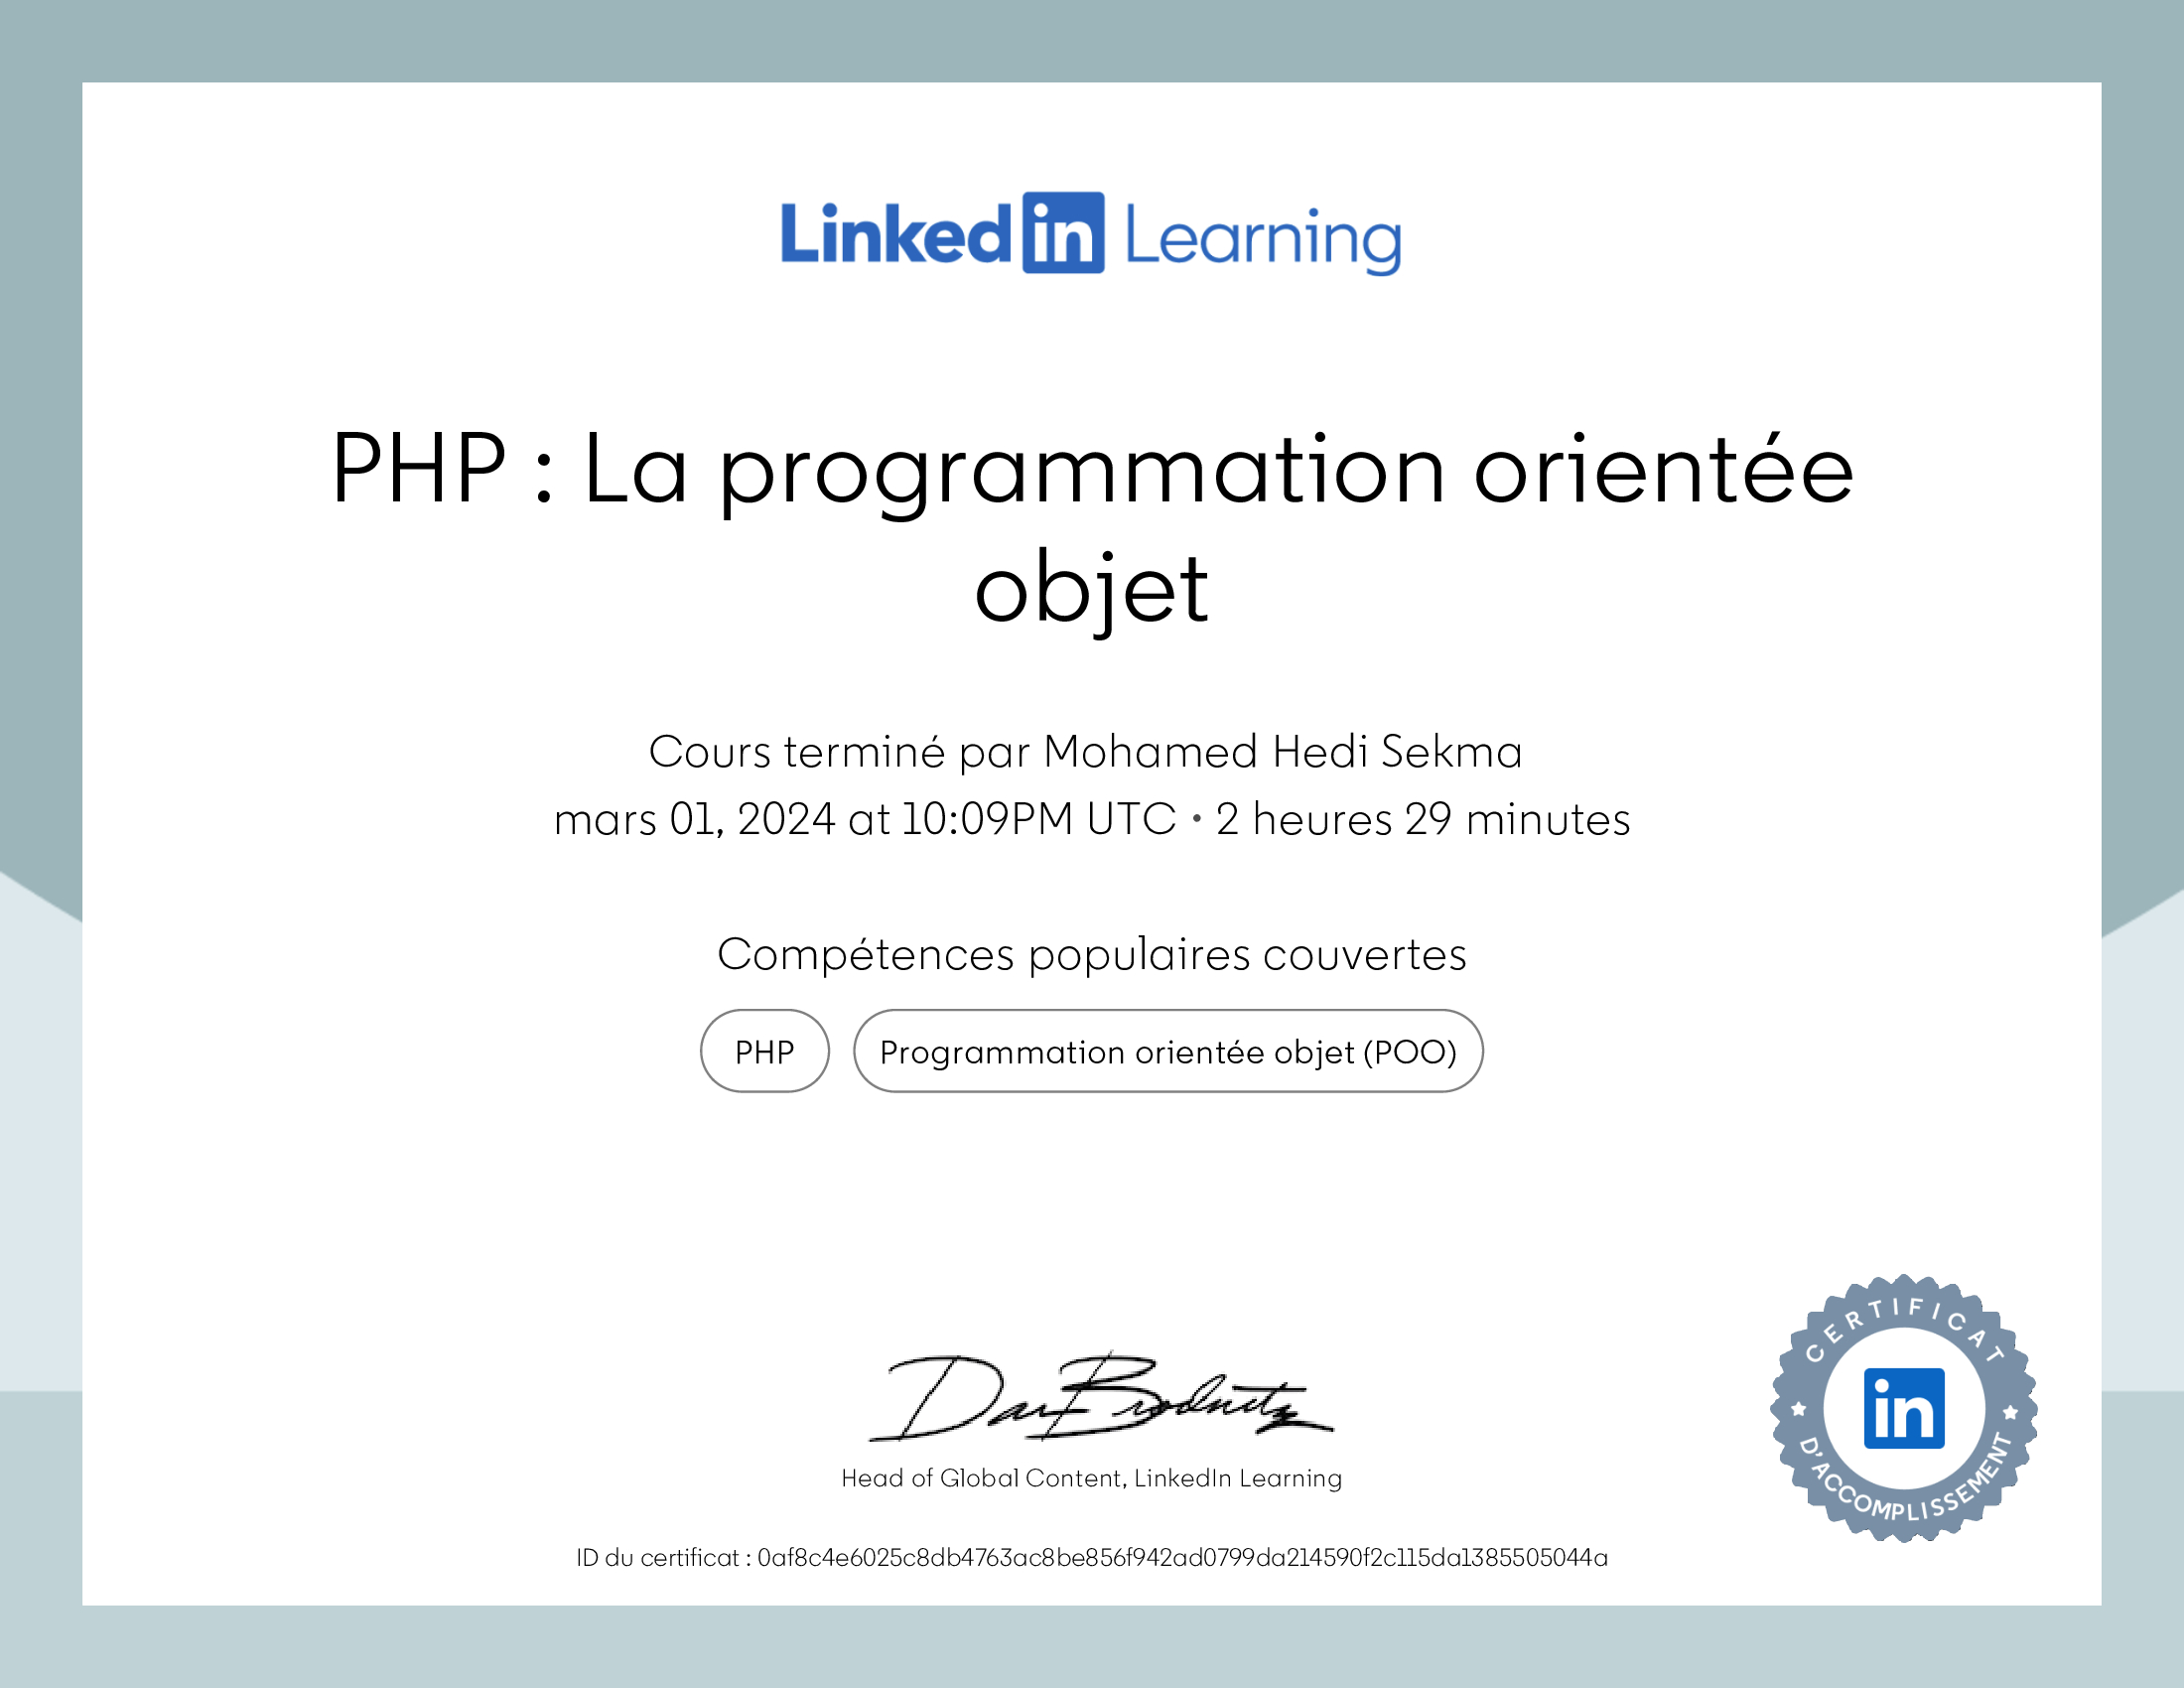 Linked in Learning
PHP : La programmation orientée
objet
Cours terminé par Mohamed Hedi Sekma
mars 01, 2024 at 10:09PM UTC • 2 heures 29 minutes
Compétences populaires couvertes
PHP
Programmation orientée objet (POO)
Head of Global Content, LinkedIn Learning
CERTIFICAT
in
D'ACCOMPLISSEMENT
ID du certificat : 0af8c4e6025c8db4763ac8be856f942ad0799da214590f2c115da1385505044a